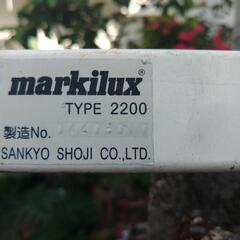 markilux®
TYPE 2200
製造No.
SANKYO SHOJI CO.,LTD.